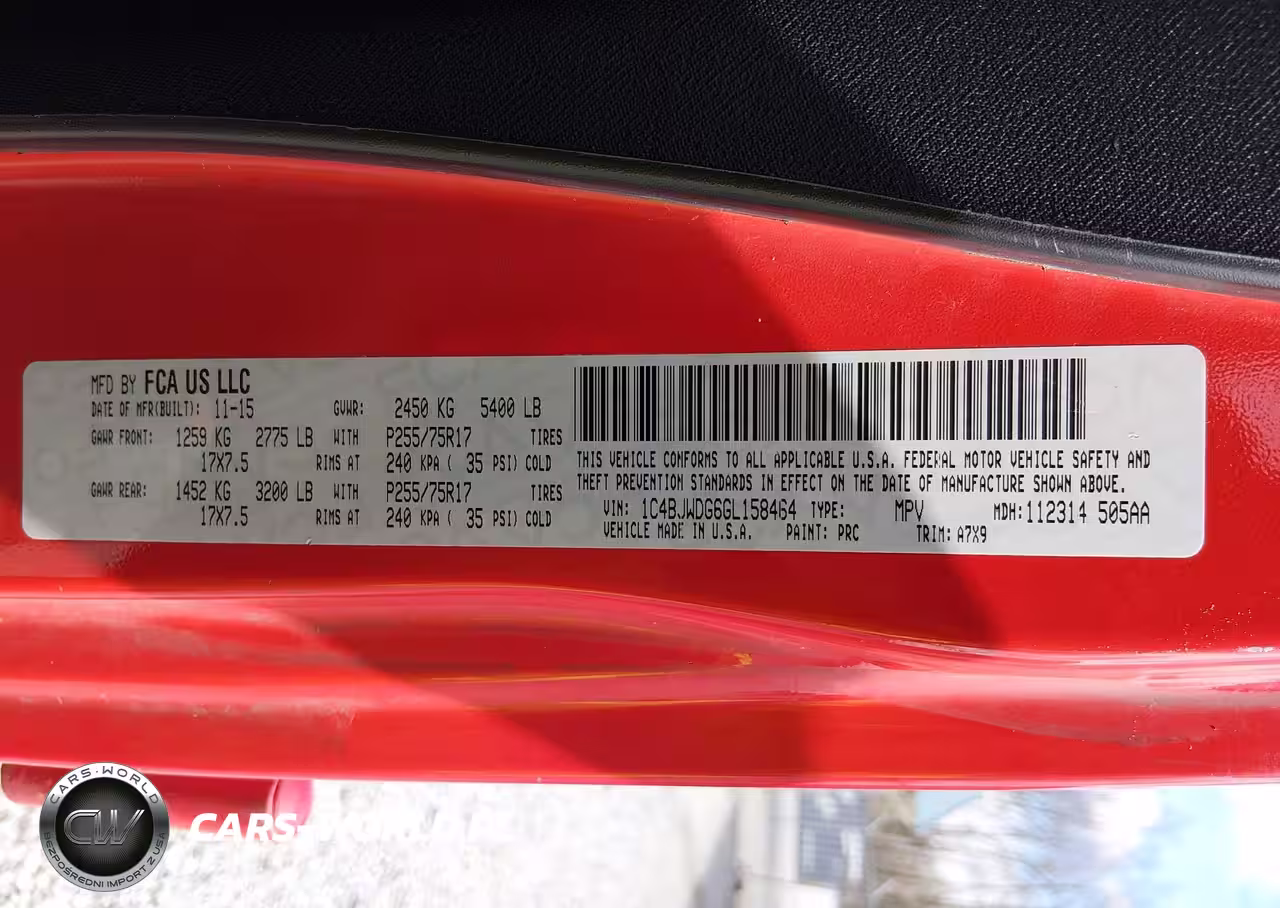 MFD BY FCA US LLC
DATE OF MFR(BUILT): 11-15 GVWR: 2450 KG 5400 LB
GAWR FRONT: 1259 KG 2775 LB WITH P255/75R17 TIRES
17X7.5 RIMS AT 240 KPA ( 35 PSI) COLD
GAWR REAR: 1452 KG 3200 LB WITH P255/75R17 TIRES
17X7.5 RIMS AT 240 KPA ( 35 PSI) COLD
THIS VEHICLE CONFORMS TO ALL APPLICABLE U.S.A. FEDERAL MOTOR VEHICLE SAFETY AND
THEFT PREVENTION STANDARDS IN EFFECT ON THE DATE OF MANUFACTURE SHOWN ABOVE.
VIN: 1C4BJWDG6GL158464 TYPE: MPV MDH: 112314 505AA
VEHICLE MADE IN U.S.A. PAINT: PRC TRIM: A7X9
CARS-WORLD
CW
BEZPOŚREDNI IMPORT Z USA